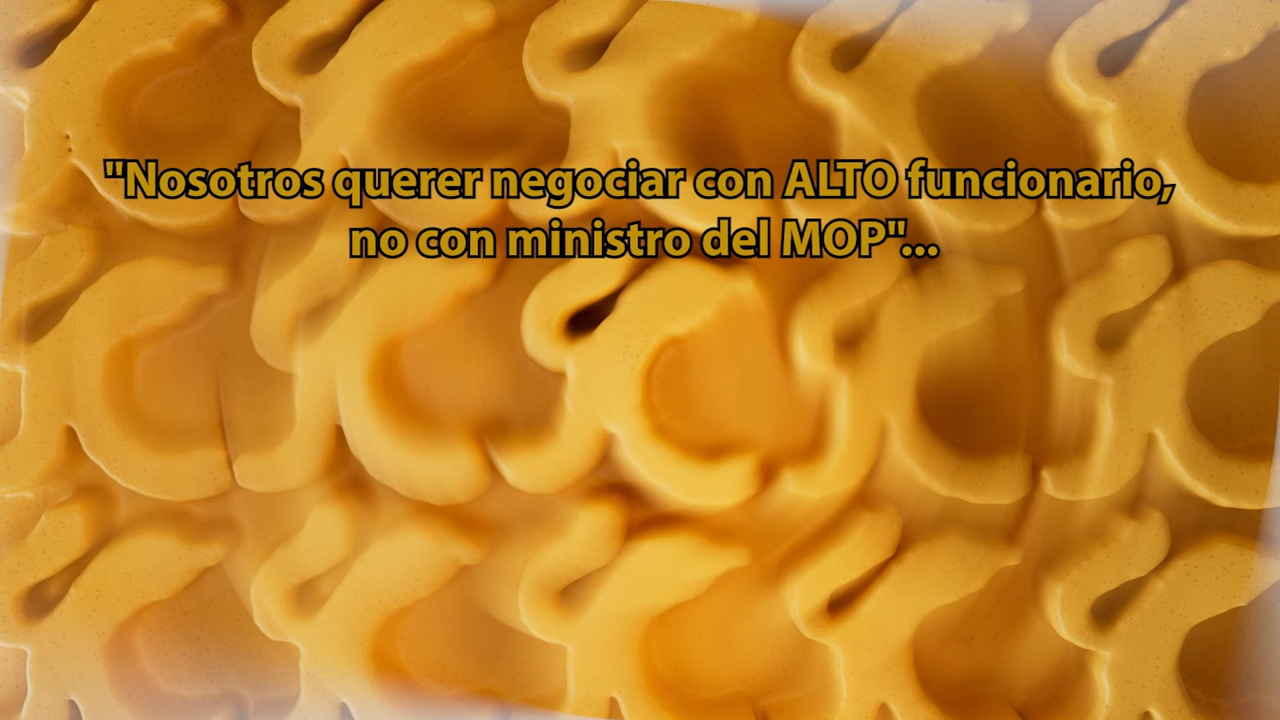 "Nosotros querer negociar con ALTO funcionario,
no con ministro del MOP"...